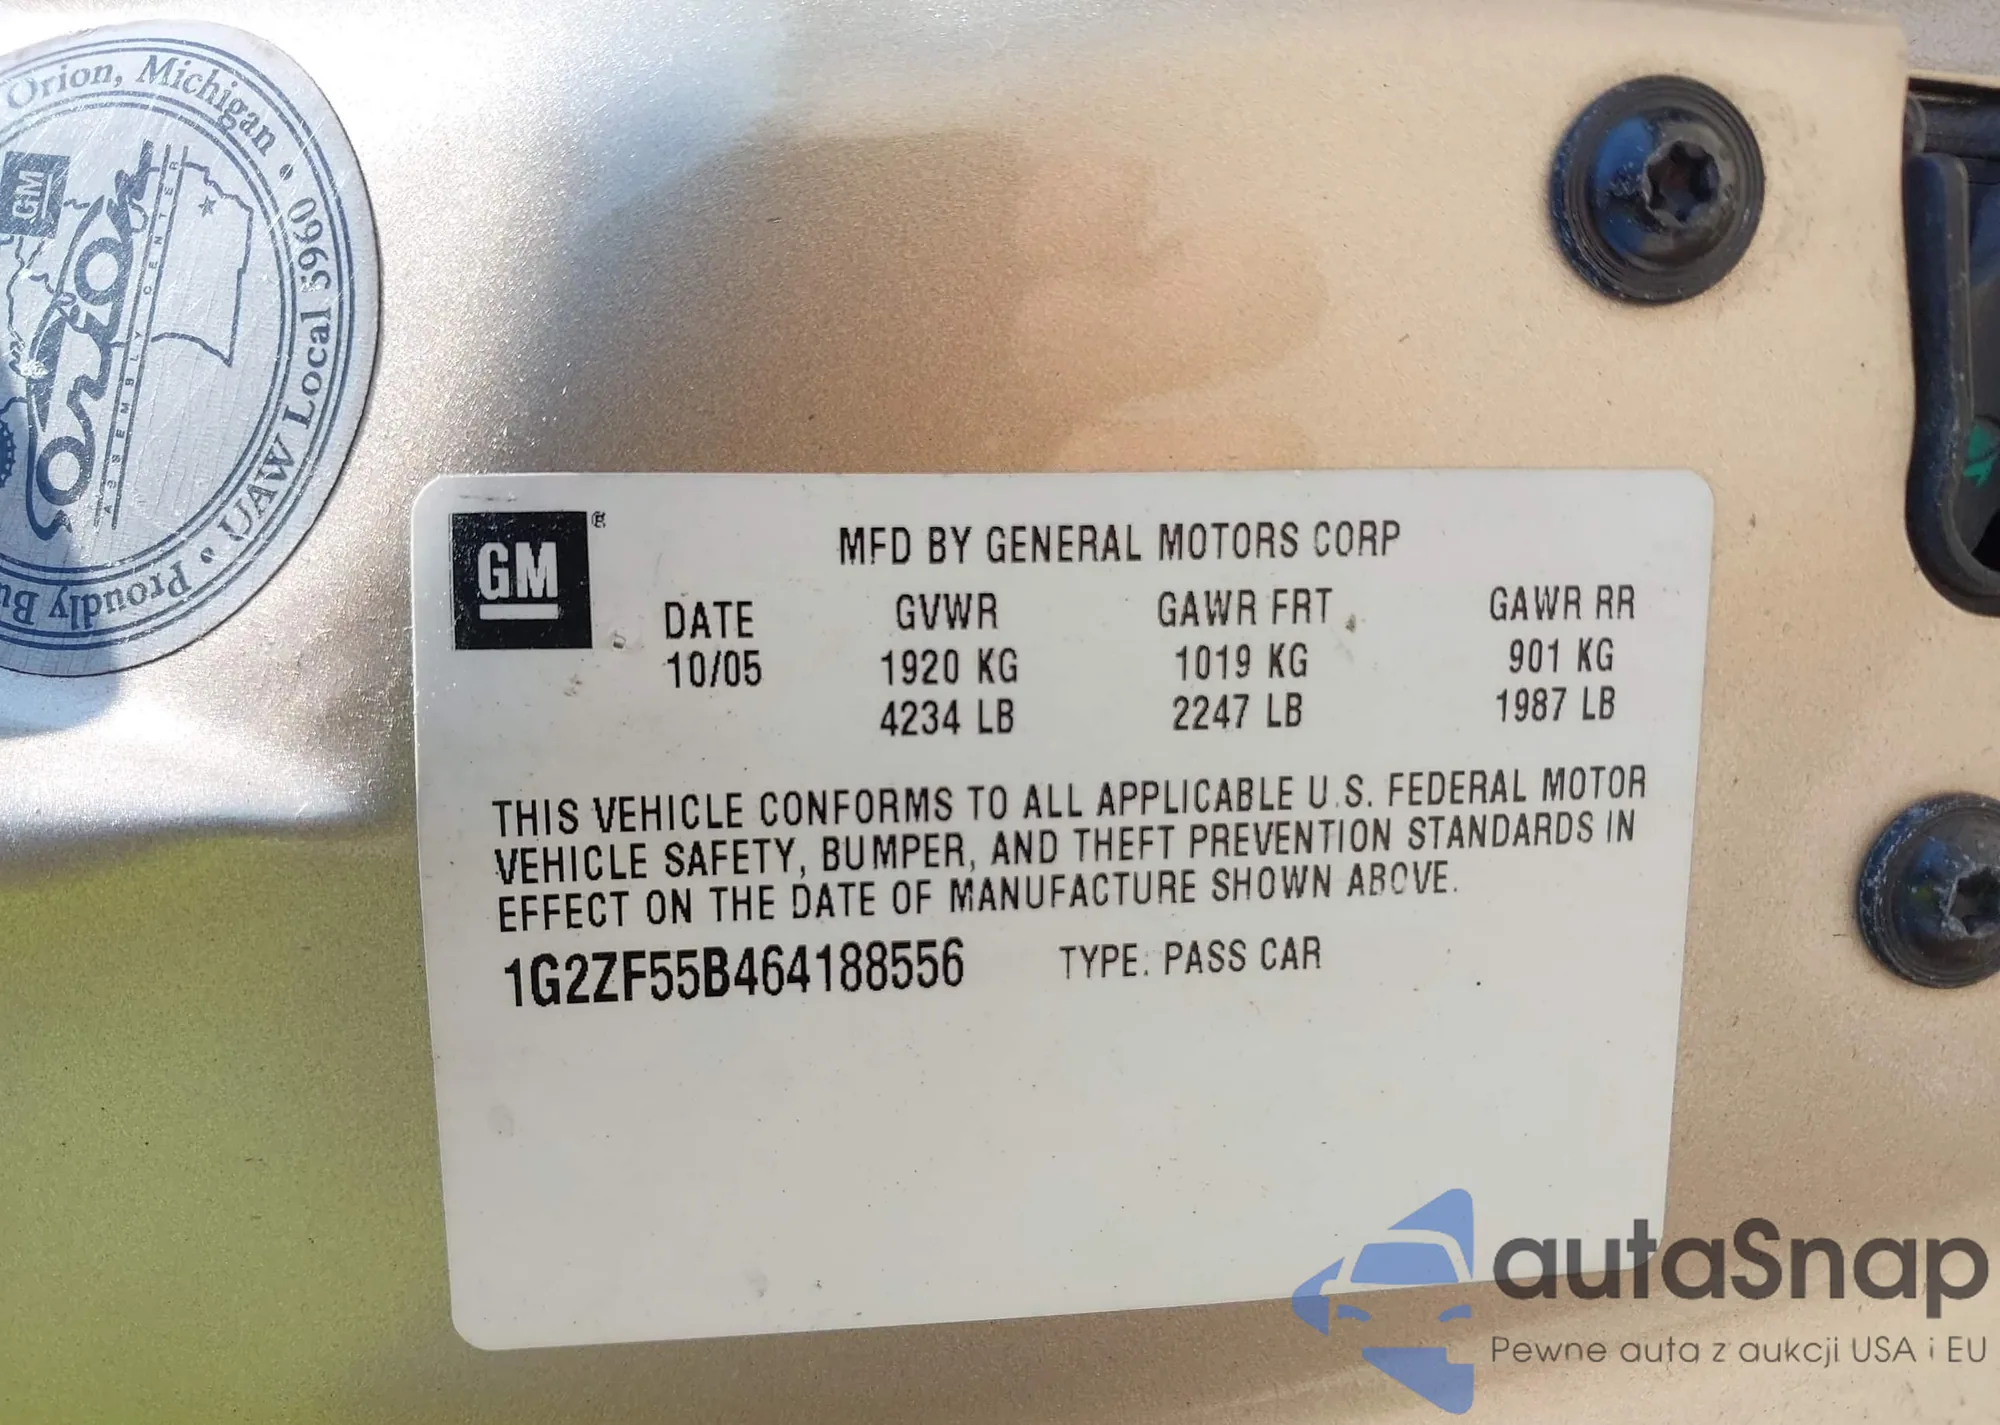 Orion, Michigan • UAW Local 5960 • Proudly Bu
GM
ASSEMBLY CENTER
GM®
MFD BY GENERAL MOTORS CORP
DATE GVWR GAWR FRT GAWR RR
10/05 1920 KG 1019 KG 901 KG
4234 LB 2247 LB 1987 LB
THIS VEHICLE CONFORMS TO ALL APPLICABLE U.S. FEDERAL MOTOR
VEHICLE SAFETY, BUMPER, AND THEFT PREVENTION STANDARDS IN
EFFECT ON THE DATE OF MANUFACTURE SHOWN ABOVE.
1G2ZF55B464188556 TYPE: PASS CAR
autaSnap
Pewne auta z aukcji USA i EU